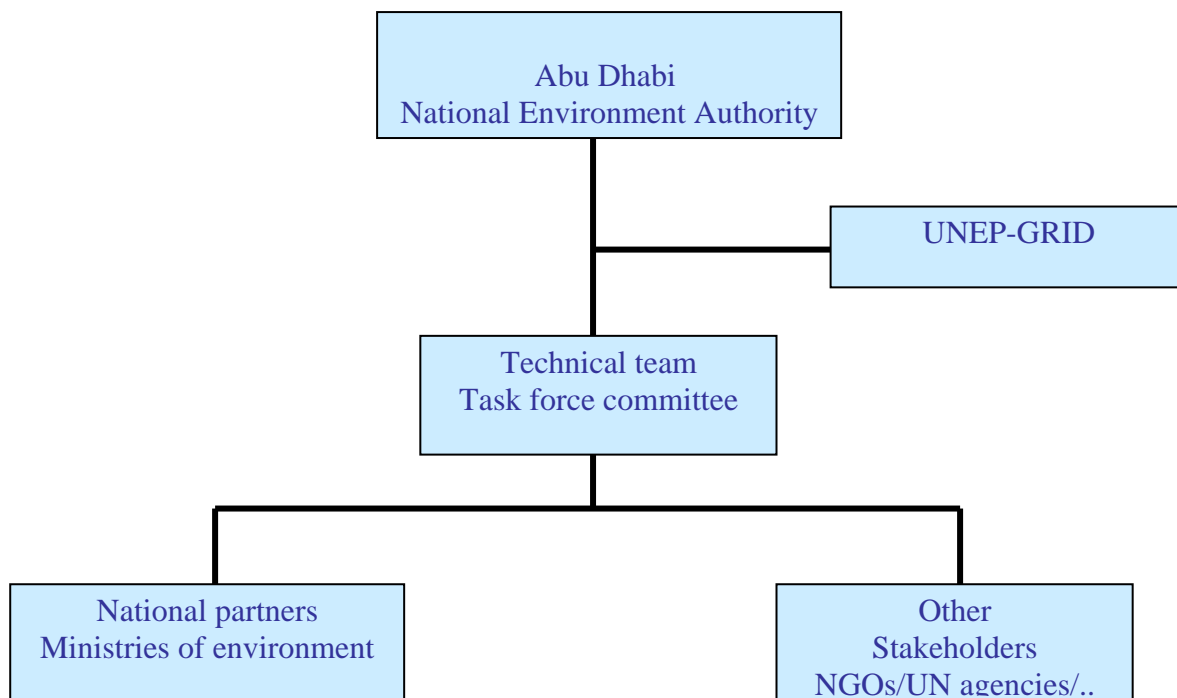 Abu Dhabi
National Environment Authority
UNEP-GRID
Technical team
Task force committee
National partners
Ministries of environment
Other
Stakeholders
NGOs/UN agencies/..